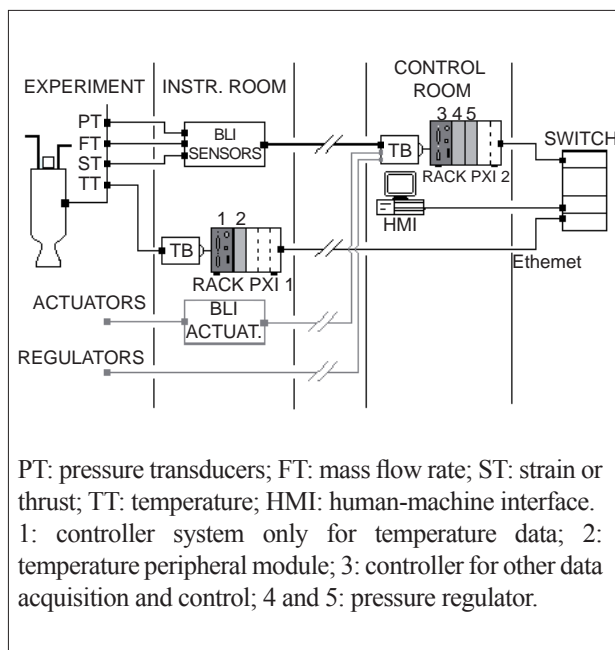 CONTROL
ROOM
EXPERIMENT
INSTR. ROOM
3 4 5
SWITCH
PT
FT
ST
TT
BLI
SENSORS
TB
RACK PXI 2
HMI
1 2
TB
RACK PXI 1
Ethemet
ACTUATORS
BLI
ACTUAT.
REGULATORS
PT: pressure transducers; FT: mass flow rate; ST: strain or
thrust; TT: temperature; HMI: human-machine interface.
1: controller system only for temperature data; 2:
temperature peripheral module; 3: controller for other data
acquisition and control; 4 and 5: pressure regulator.